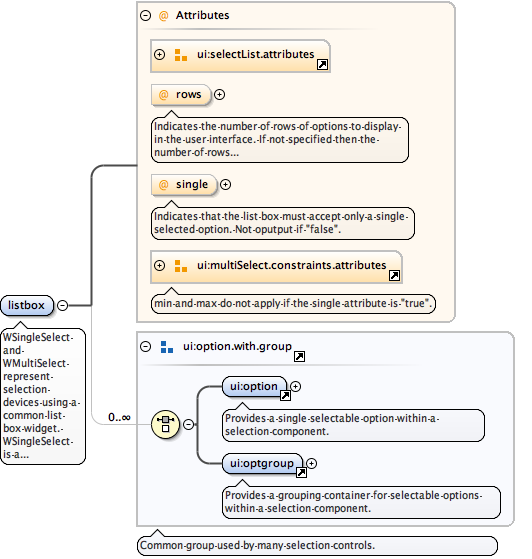 @ Attributes
ui:selectList.attributes
@ rows
Indicates-the-number-of-rows-of-options-to-display-
in-the-user-interface.-If-not-specified-then-the-
number-of-rows...
@ single
Indicates-that-the-list-box-must-accept-only-a-single-
selected-option.-Not-oputput-if-"false".
ui:multiSelect.constraints.attributes
min-and-max-do-not-apply-if-the-single-attribute-is-"true".
listbox
WSingleSelect-
and-
WMultiSelect-
represent-
selection-
devices-using-a-
common-list-
box-widget.-
WSingleSelect-
is-a...
ui:option.with.group
0..∞
ui:option
Provides-a-single-selectable-option-within-a-
selection-component.
ui:optgroup
Provides-a-grouping-container-for-selectable-options-
within-a-selection-component.
Common-group-used-by-many-selection-controls.